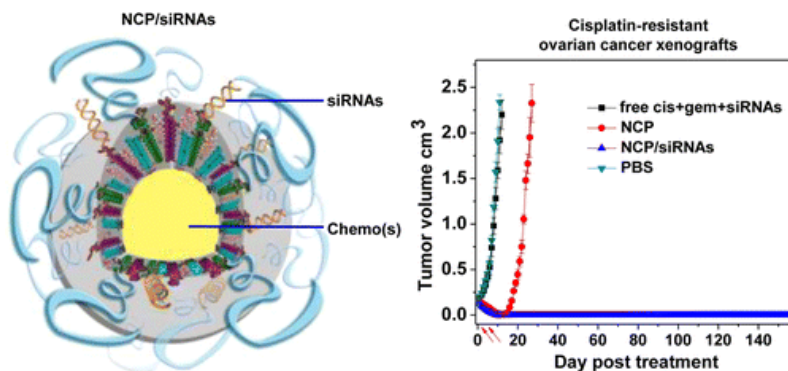 NCP/siRNAs
siRNAs
Chemo(s)
Cisplatin-resistant
ovarian cancer xenografts
Tumor volume cm3
2.5
2.0
1.5
1.0
0.5
0.0
free cis+gem+siRNAs
NCP
NCP/siRNAs
PBS
0 20 40 60 80 100 120 140
Day post treatment